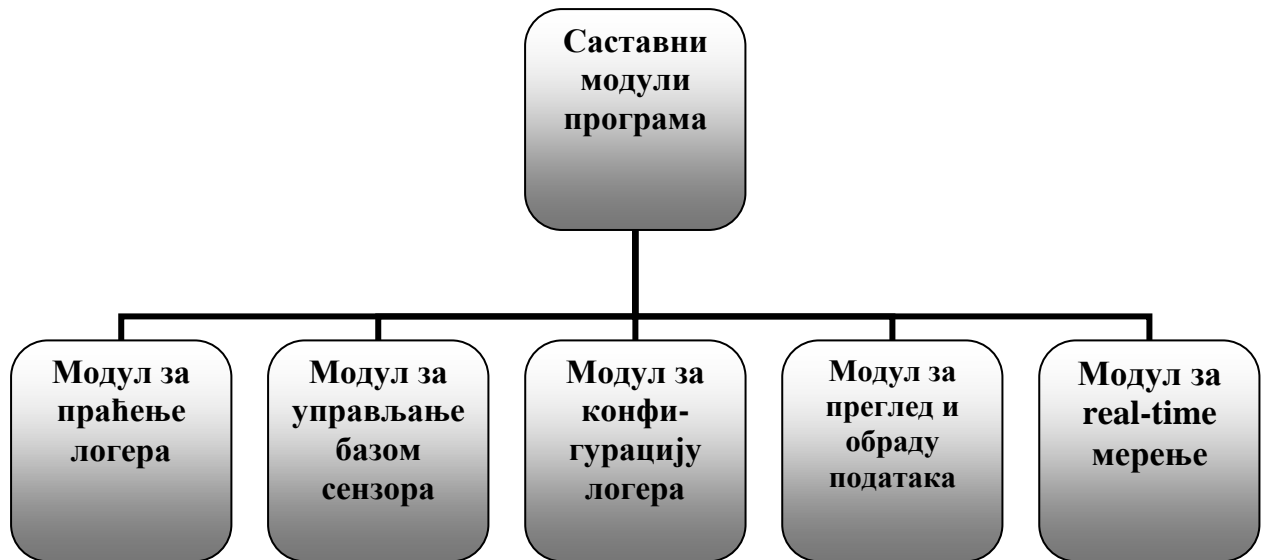 Саставни
модули
програма
Модул за
праћење
логера
Модул за
управљање
базом
сензора
Модул за
конфи-
гурацију
логера
Модул за
преглед и
обраду
података
Модул за
real-time
мерење